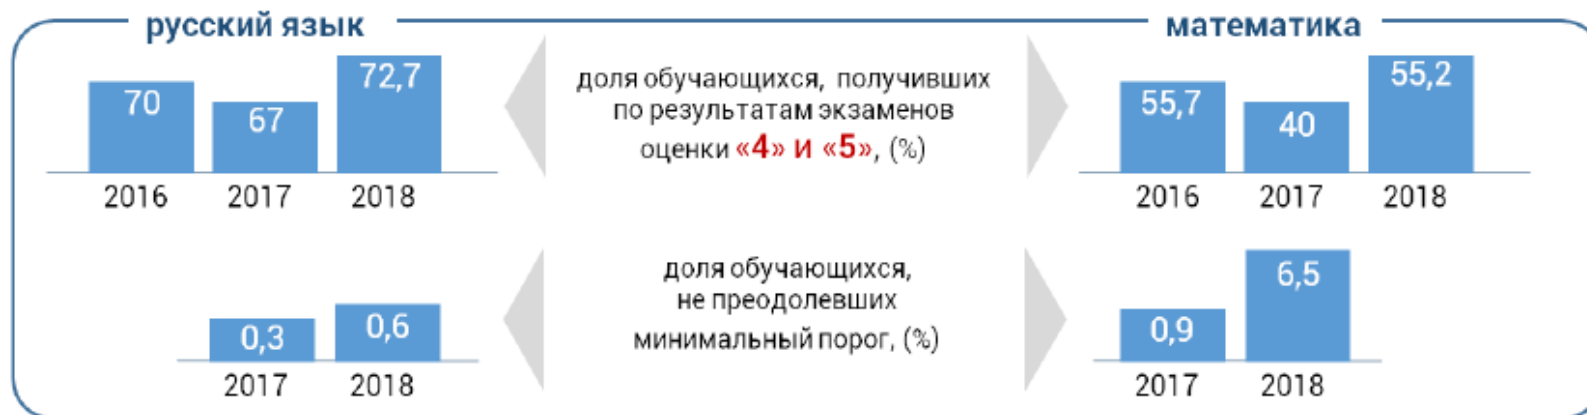 русский язык
математика
70
67
72,7
2016
2017
2018
доля обучающихся, получивших
по результатам экзаменов
оценки «4» и «5», (%)
55,7
40
55,2
2016
2017
2018
0,3
0,6
2017
2018
доля обучающихся,
не преодолевших
минимальный порог, (%)
0,9
6,5
2017
2018